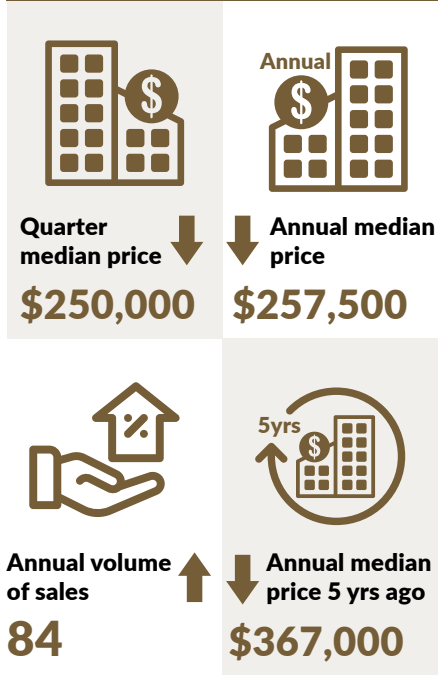 $
Quarter
median price
$250,000
Annual
$
Annual median
price
$257,500
%
Annual volume
of sales
84
5yrs
$
Annual median
price 5 yrs ago
$367,000